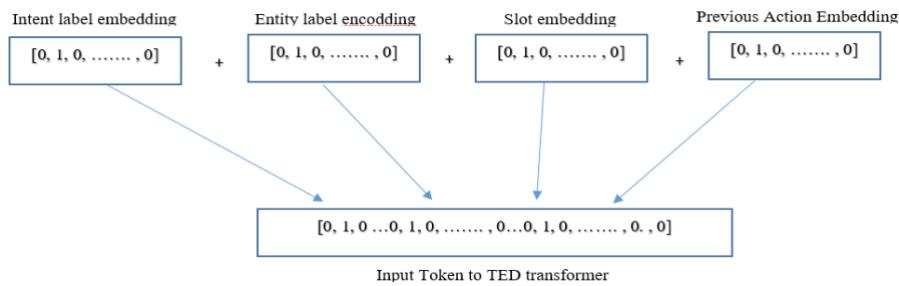 Intent label embedding Entity label encodding Slot embedding Previous Action Embedding
[0, 1, 0, ……. , 0] + [0, 1, 0, ……. , 0] + [0, 1, 0, ……. , 0] + [0, 1, 0, ……. , 0]
[0, 1, 0 …0, 1, 0, ……. , 0…0, 1, 0, ……. , 0. , 0]
Input Token to TED transformer